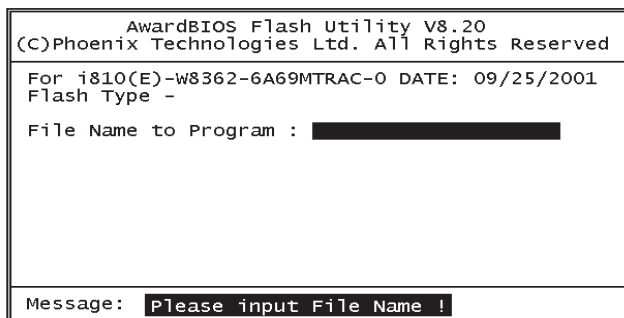 AwardBIOS Flash Utility V8.20
(C)Phoenix Technologies Ltd. All Rights Reserved
For i810(E)-W8362-6A69MTRAC-0 DATE: 09/25/2001
Flash Type -
File Name to Program :
Message: Please input File Name !